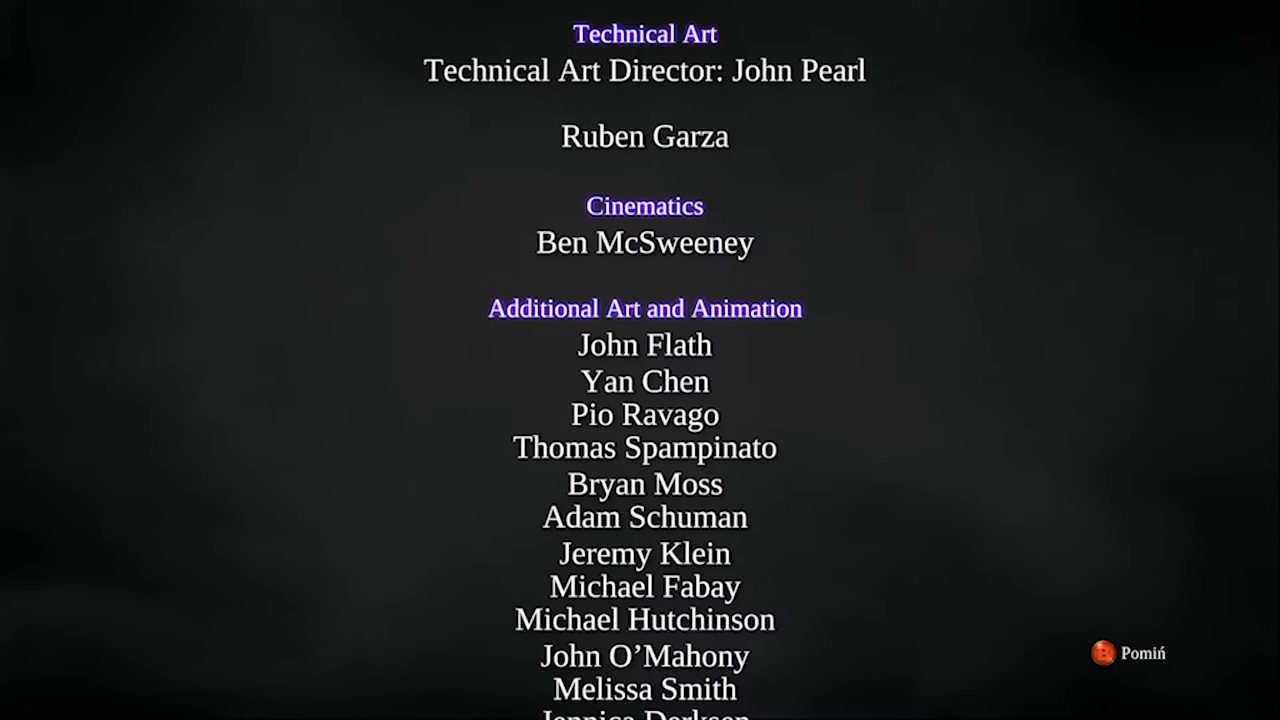 Technical Art
Technical Art Director: John Pearl
Ruben Garza
Cinematics
Ben McSweeney
Additional Art and Animation
John Flath
Yan Chen
Pio Ravago
Thomas Spampinato
Bryan Moss
Adam Schuman
Jeremy Klein
Michael Fabay
Michael Hutchinson
John O’Mahony
Melissa Smith
B Pomiń